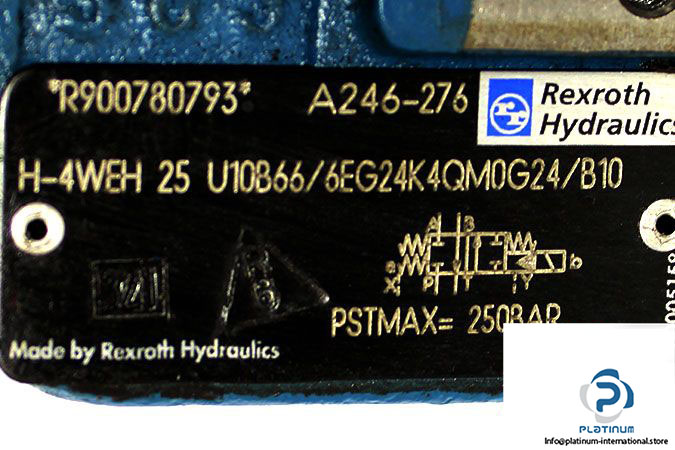 *R900780793* A246-276
Rexroth
Hydraulics
H-4WEH 25 U10B66/6EG24K4QM0G24/B10
A B
a b
X P T Y
PSTMAX= 250BAR
Made by Rexroth Hydraulics
PLATINUM
Info@platinum-international.store